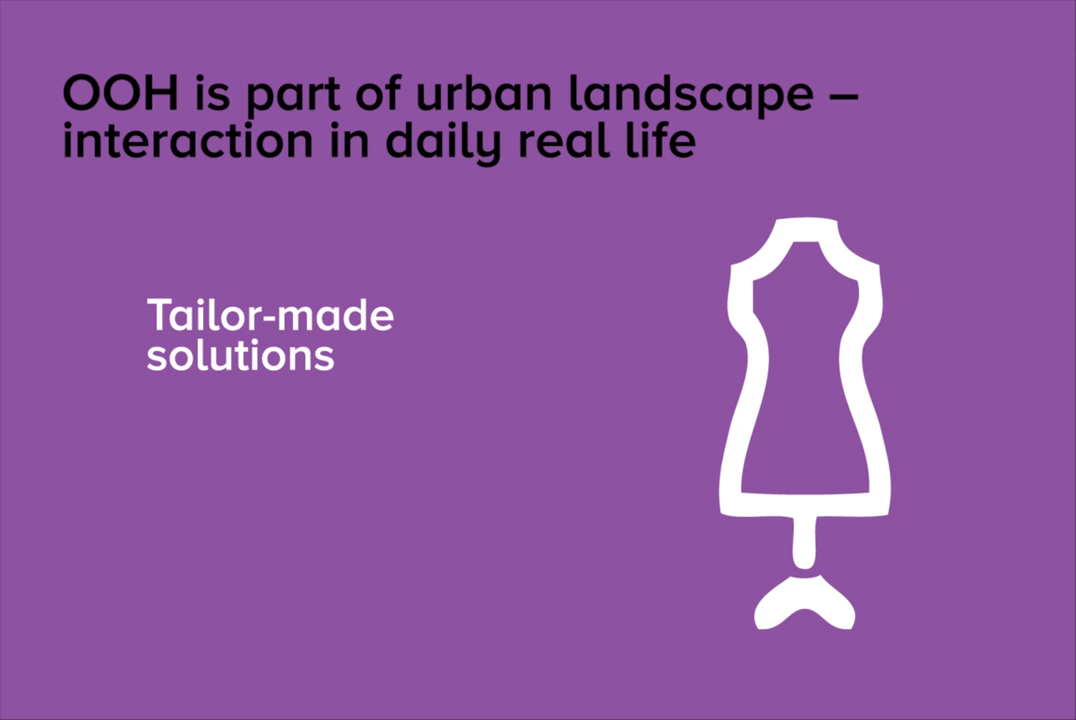 OOH is part of urban landscape –
interaction in daily real life
Tailor-made
solutions